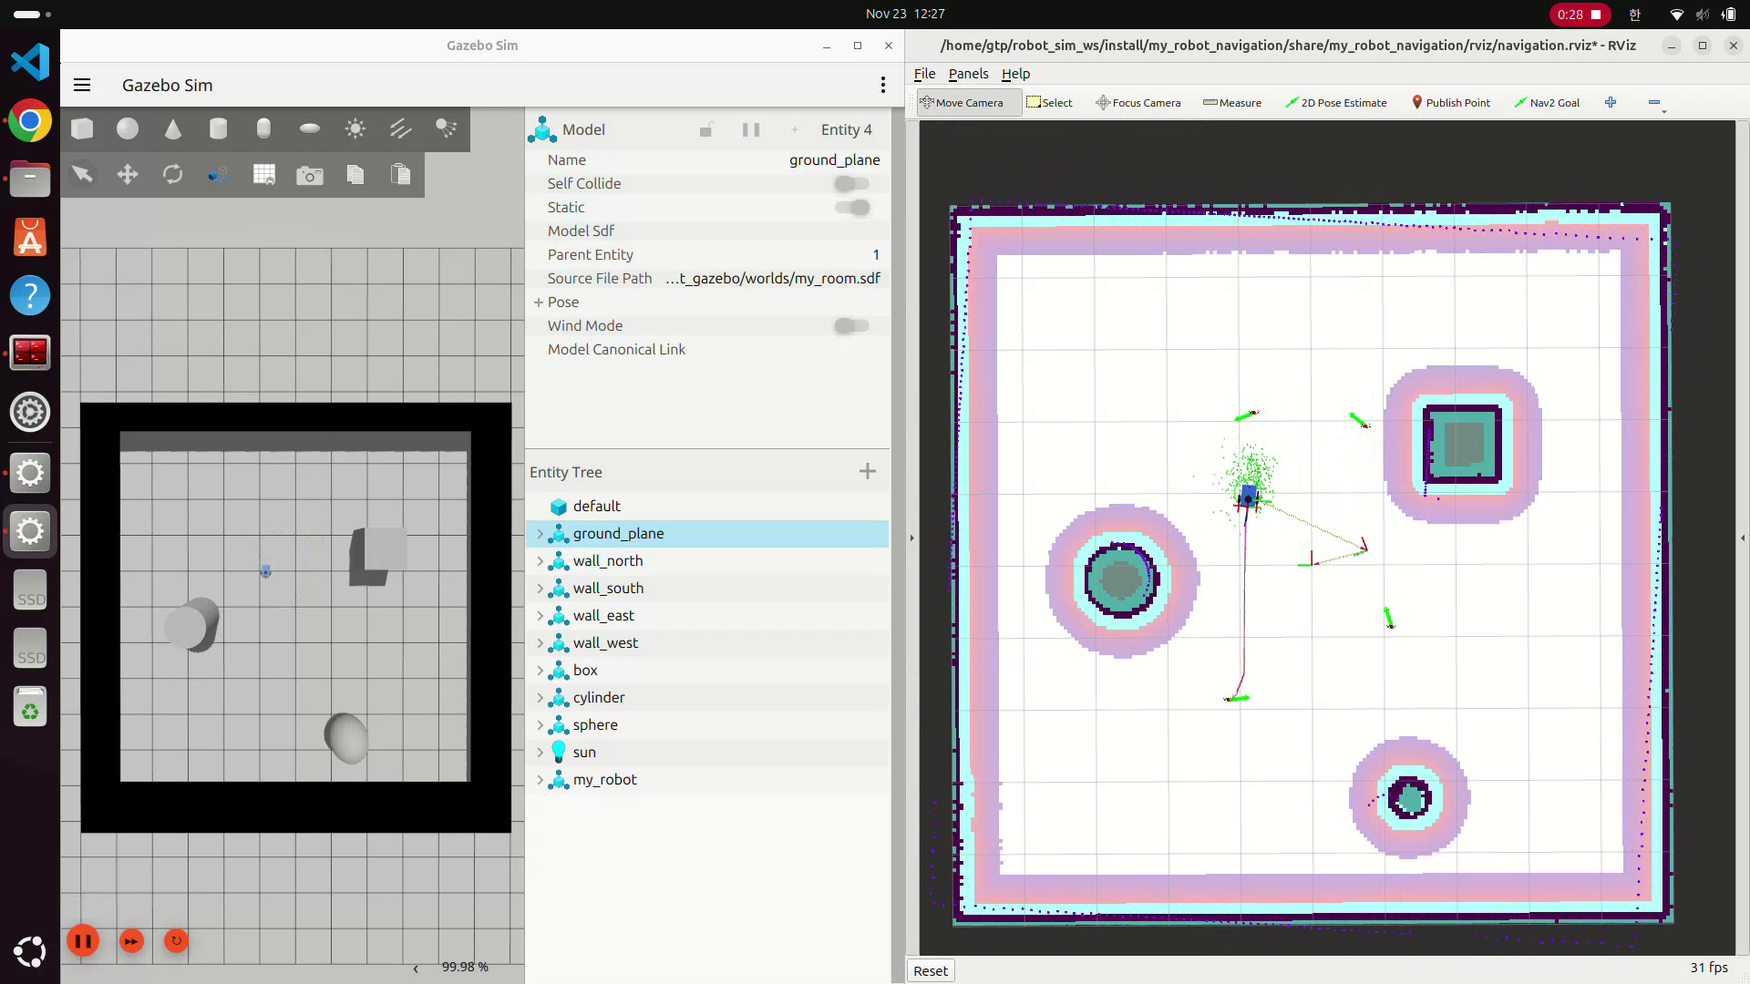 Nov 23 12:27
0:28
한
Gazebo Sim
Gazebo Sim
Model
Entity 4
Name ground_plane
Self Collide
Static
Model Sdf
Parent Entity 1
Source File Path …t_gazebo/worlds/my_room.sdf
Pose
Wind Mode
Model Canonical Link
Entity Tree
default
ground_plane
wall_north
wall_south
wall_east
wall_west
box
cylinder
sphere
sun
my_robot
99.98 %
SSD
SSD
/home/gtp/robot_sim_ws/install/my_robot_navigation/share/my_robot_navigation/rviz/navigation.rviz* - RViz
File Panels Help
Move Camera Select Focus Camera Measure 2D Pose Estimate Publish Point Nav2 Goal
Reset
31 fps